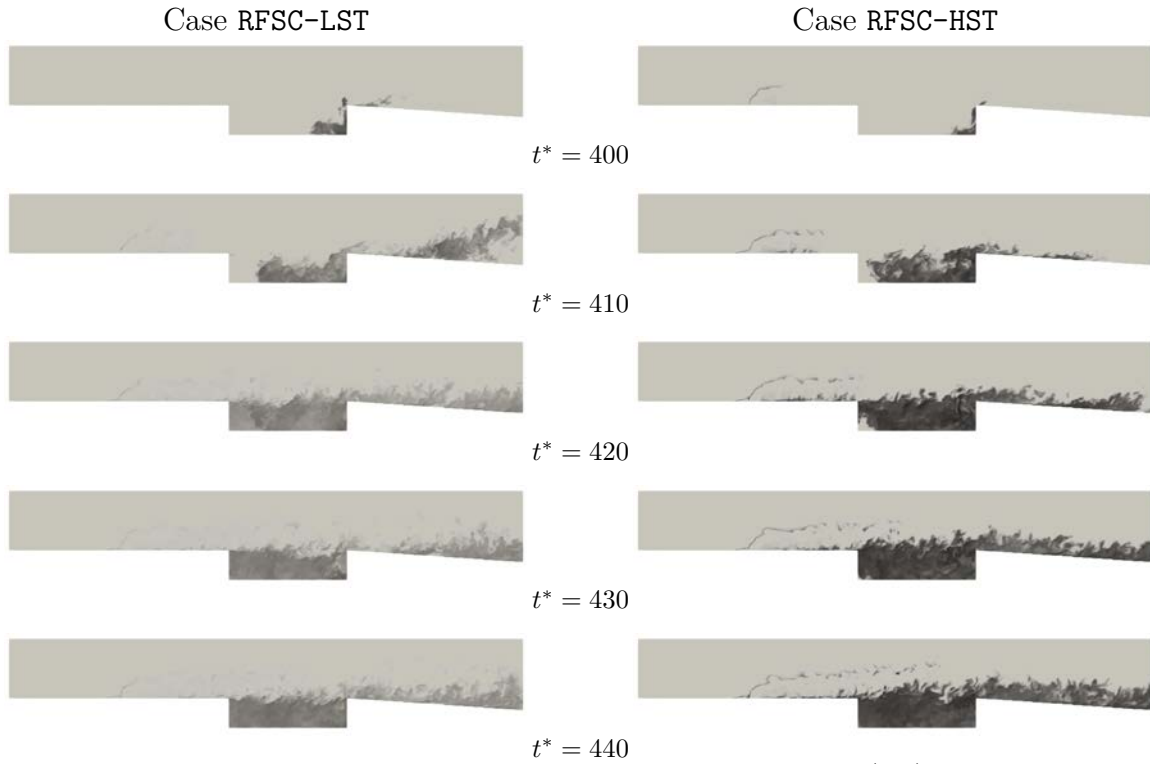 Case RFSC-LST Case RFSC-HST
t* = 400
t* = 410
t* = 420
t* = 430
t* = 440